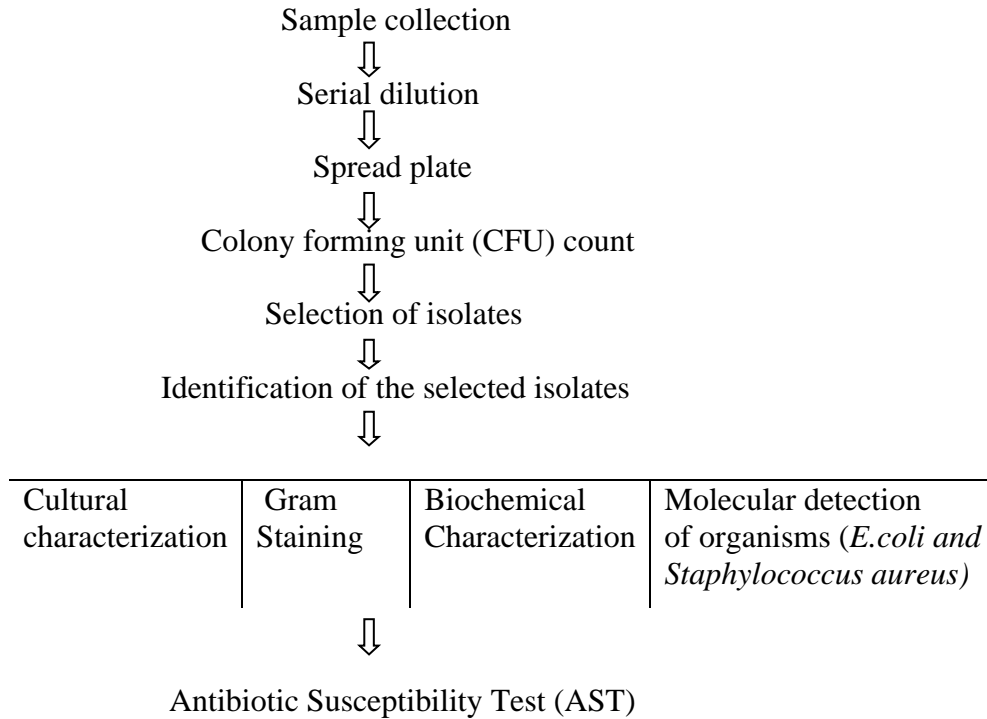 Sample collection
Serial dilution
Spread plate
Colony forming unit (CFU) count
Selection of isolates
Identification of the selected isolates
Cultural
characterization
Gram
Staining
Biochemical
Characterization
Molecular detection
of organisms (E.coli and
Staphylococcus aureus)
Antibiotic Susceptibility Test (AST)